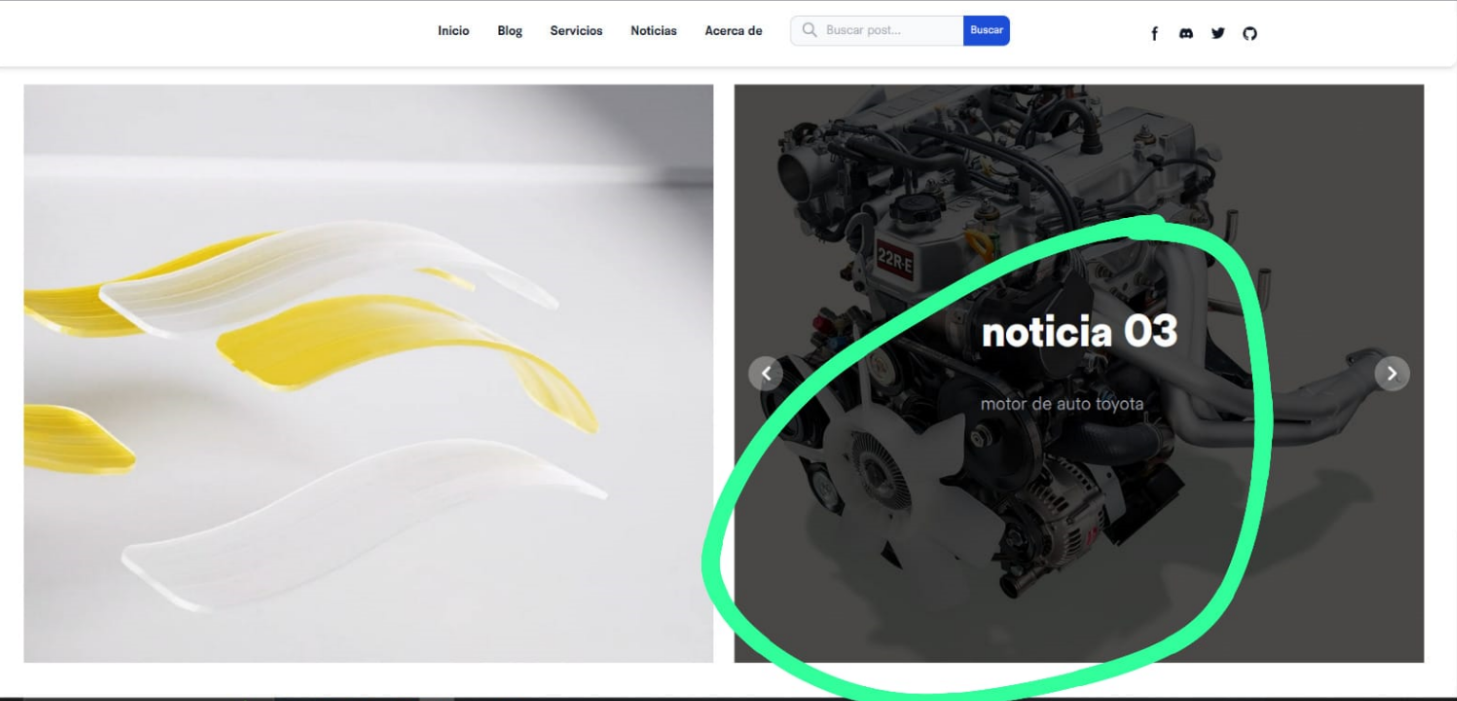 Inicio Blog Servicios Noticias Acerca de Buscar post... Buscar
22R-E
noticia 03
motor de auto toyota